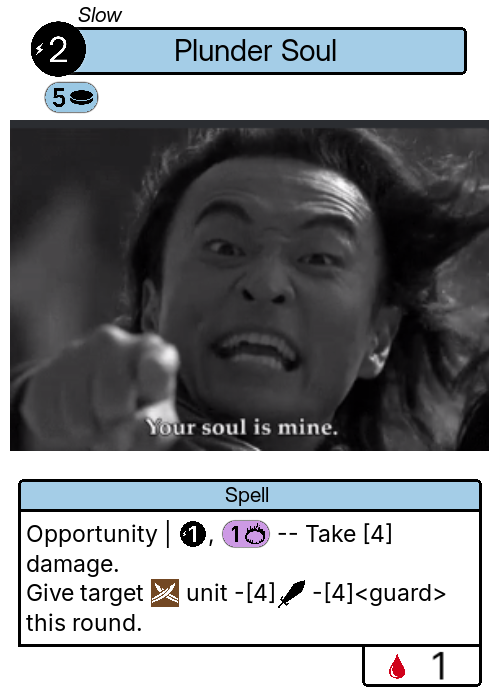 Slow
2 Plunder Soul
5
Your soul is mine.
Spell
Opportunity | 1, 1 -- Take [4]
damage.
Give target unit -[4] -[4]<guard>
this round.
1